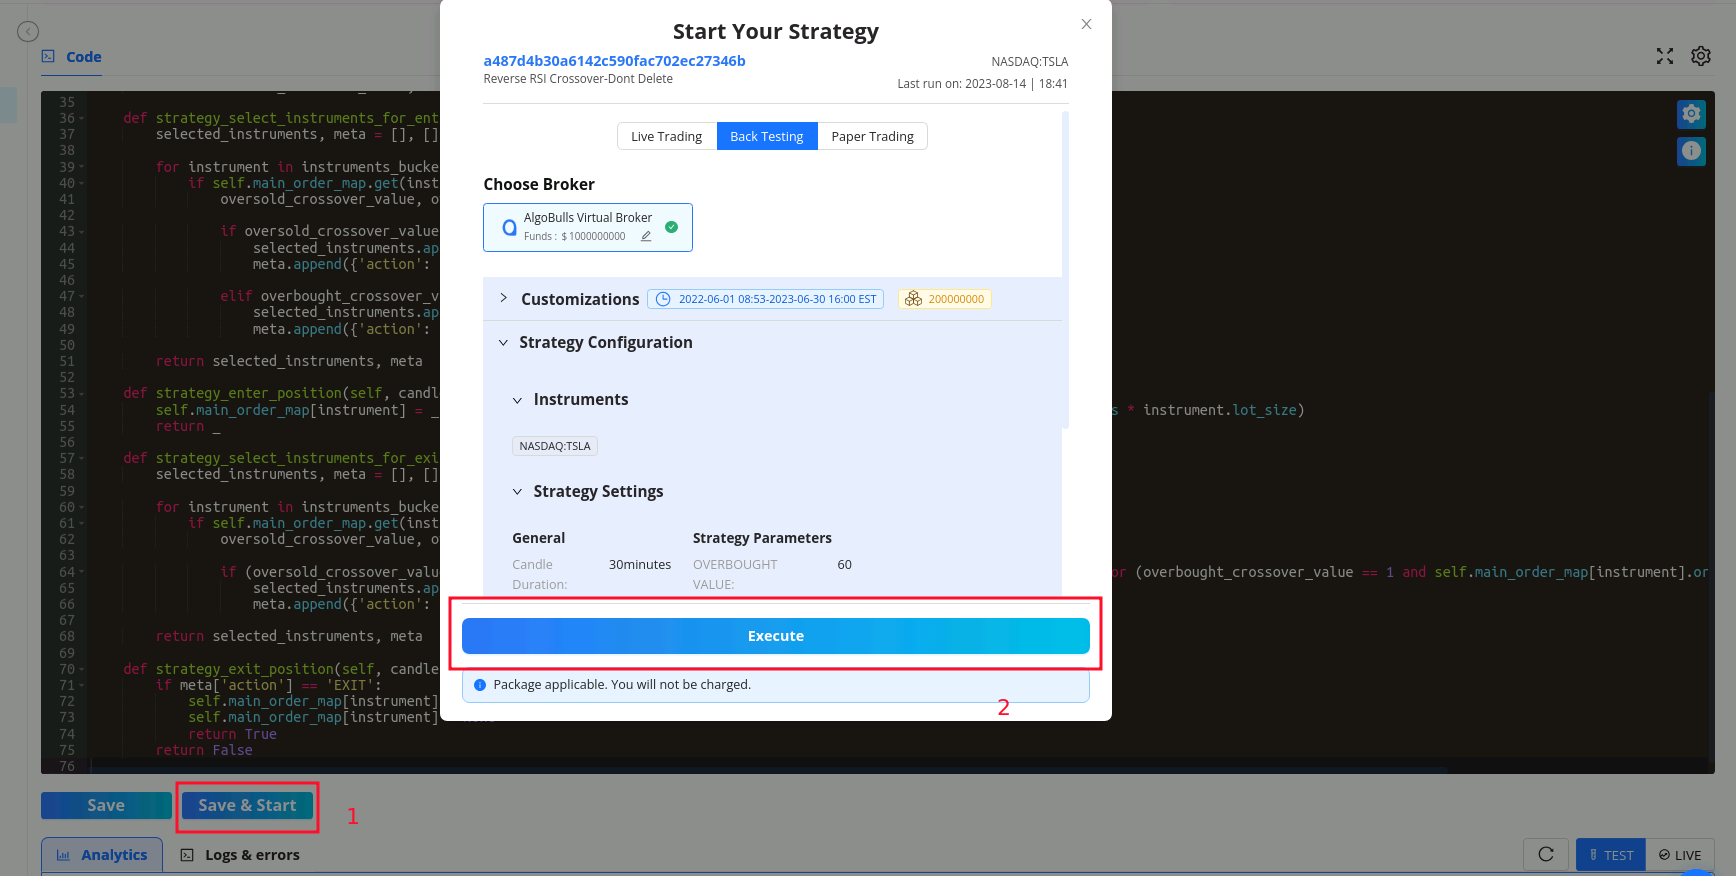 Code
35
36 def strategy_select_instruments_for_ent
37 selected_instruments, meta = [], []
38
39 for instrument in instruments_bucke
40 if self.main_order_map.get(inst
41 oversold_crossover_value, o
42
43 if oversold_crossover_value
44 selected_instruments.ap
45 meta.append({'action':
46
47 elif overbought_crossover_v
48 selected_instruments.ap
49 meta.append({'action':
50
51 return selected_instruments, meta
52
53 def strategy_enter_position(self, candl
54 self.main_order_map[instrument] = _ s * instrument.lot_size)
55 return _
56
57 def strategy_select_instruments_for_exi
58 selected_instruments, meta = [], []
59
60 for instrument in instruments_bucke
61 if self.main_order_map.get(inst
62 oversold_crossover_value, o
63
64 if (oversold_crossover_valu or (overbought_crossover_value == 1 and self.main_order_map[instrument].or
65 selected_instruments.ap
66 meta.append({'action':
67
68 return selected_instruments, meta
69
70 def strategy_exit_position(self, candle
71 if meta['action'] == 'EXIT':
72 self.main_order_map[instrument]
73 self.main_order_map[instrument]
74 return True
75 return False
76
Start Your Strategy
a487d4b30a6142c590fac702ec27346b NASDAQ:TSLA
Reverse RSI Crossover-Dont Delete
Last run on: 2023-08-14 | 18:41
Live Trading Back Testing Paper Trading
Choose Broker
AlgoBulls Virtual Broker
Funds : $ 1000000000
Customizations 2022-06-01 08:53-2023-06-30 16:00 EST 200000000
Strategy Configuration
Instruments
NASDAQ:TSLA
Strategy Settings
General Strategy Parameters
Candle Duration: 30minutes OVERBOUGHT VALUE: 60
Execute
Package applicable. You will not be charged.
2
Save Save & Start 1
Analytics Logs & errors TEST LIVE